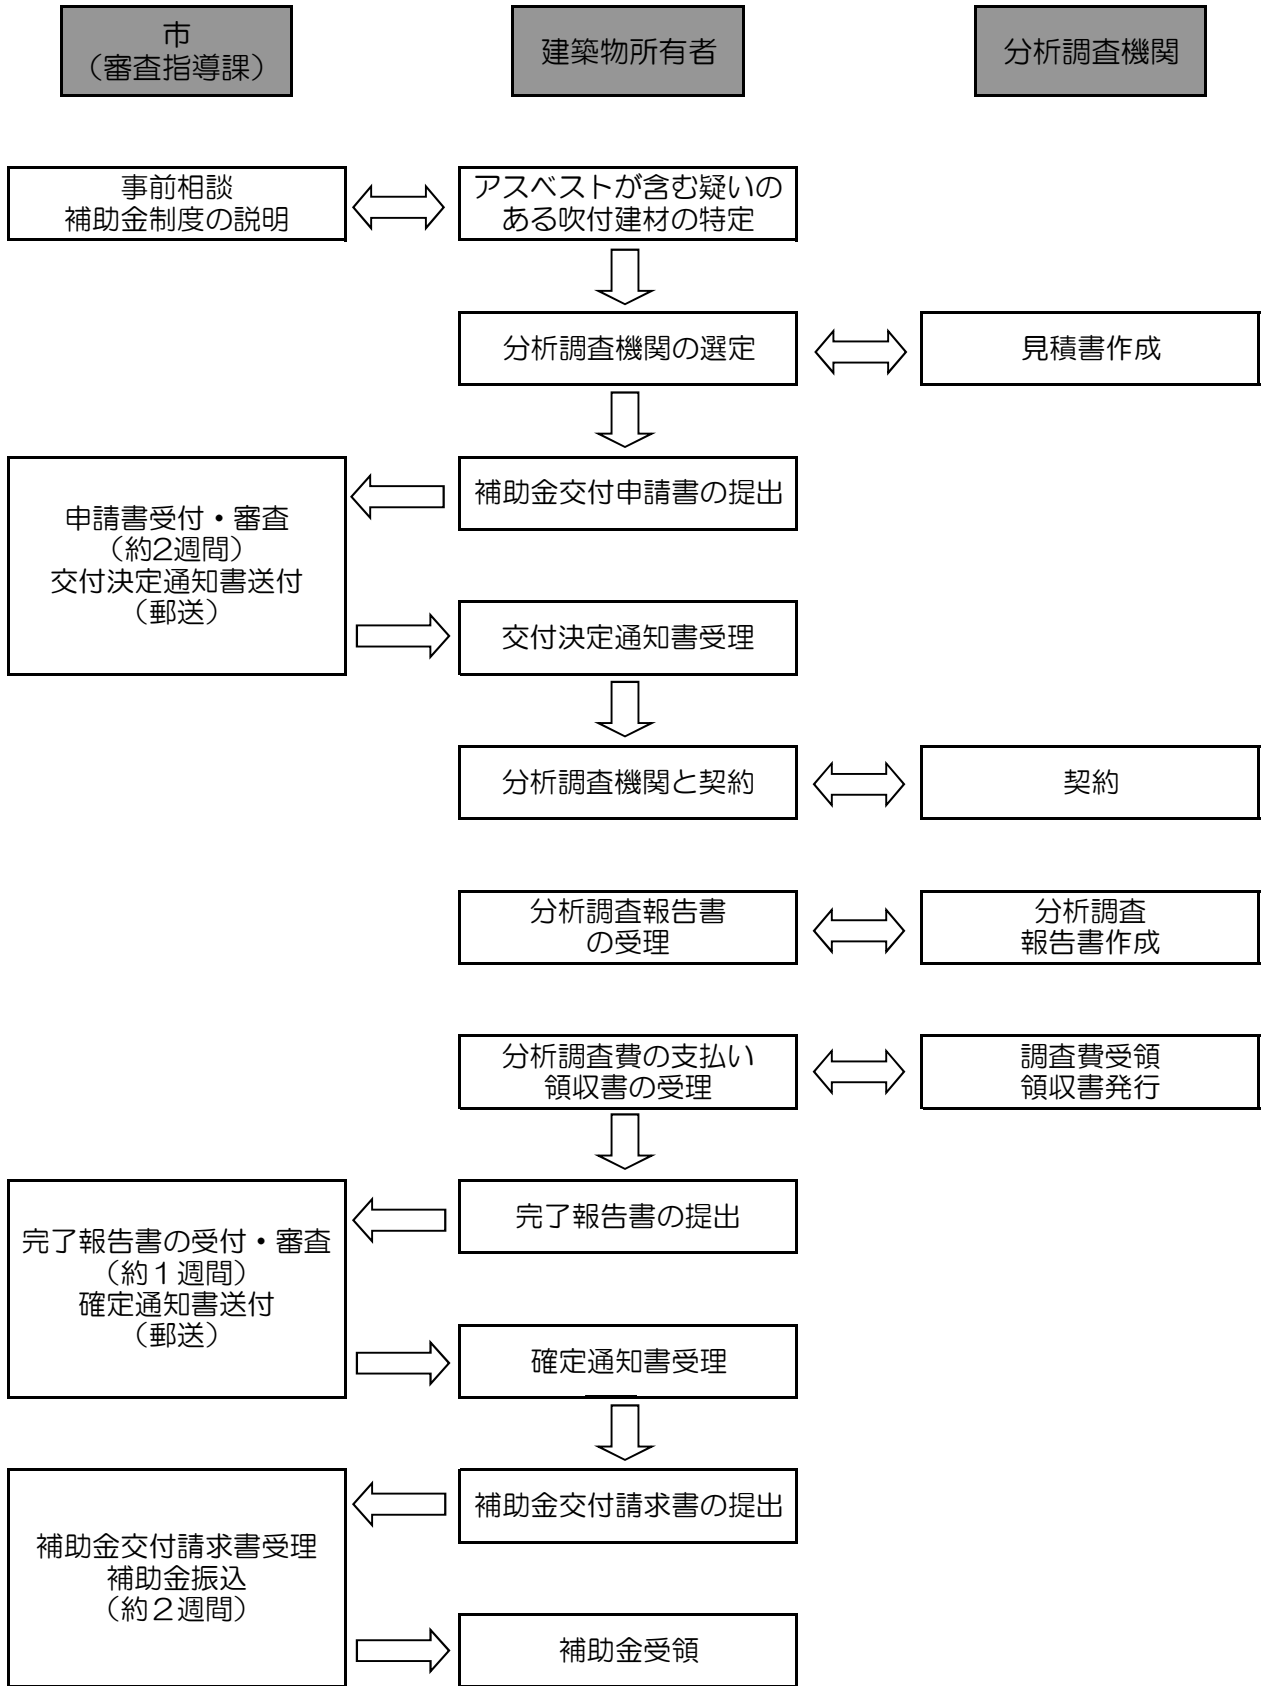 市
（審査指導課）
建築物所有者
分析調査機関
事前相談
補助金制度の説明
アスベストが含む疑いの
ある吹付建材の特定
分析調査機関の選定
見積書作成
補助金交付申請書の提出
申請書受付・審査
（約2週間）
交付決定通知書送付
（郵送）
交付決定通知書受理
分析調査機関と契約
契約
分析調査報告書
の受理
分析調査
報告書作成
分析調査費の支払い
領収書の受理
調査費受領
領収書発行
完了報告書の提出
完了報告書の受付・審査
（約１週間）
確定通知書送付
（郵送）
確定通知書受理
補助金交付請求書の提出
補助金交付請求書受理
補助金振込
（約２週間）
補助金受領